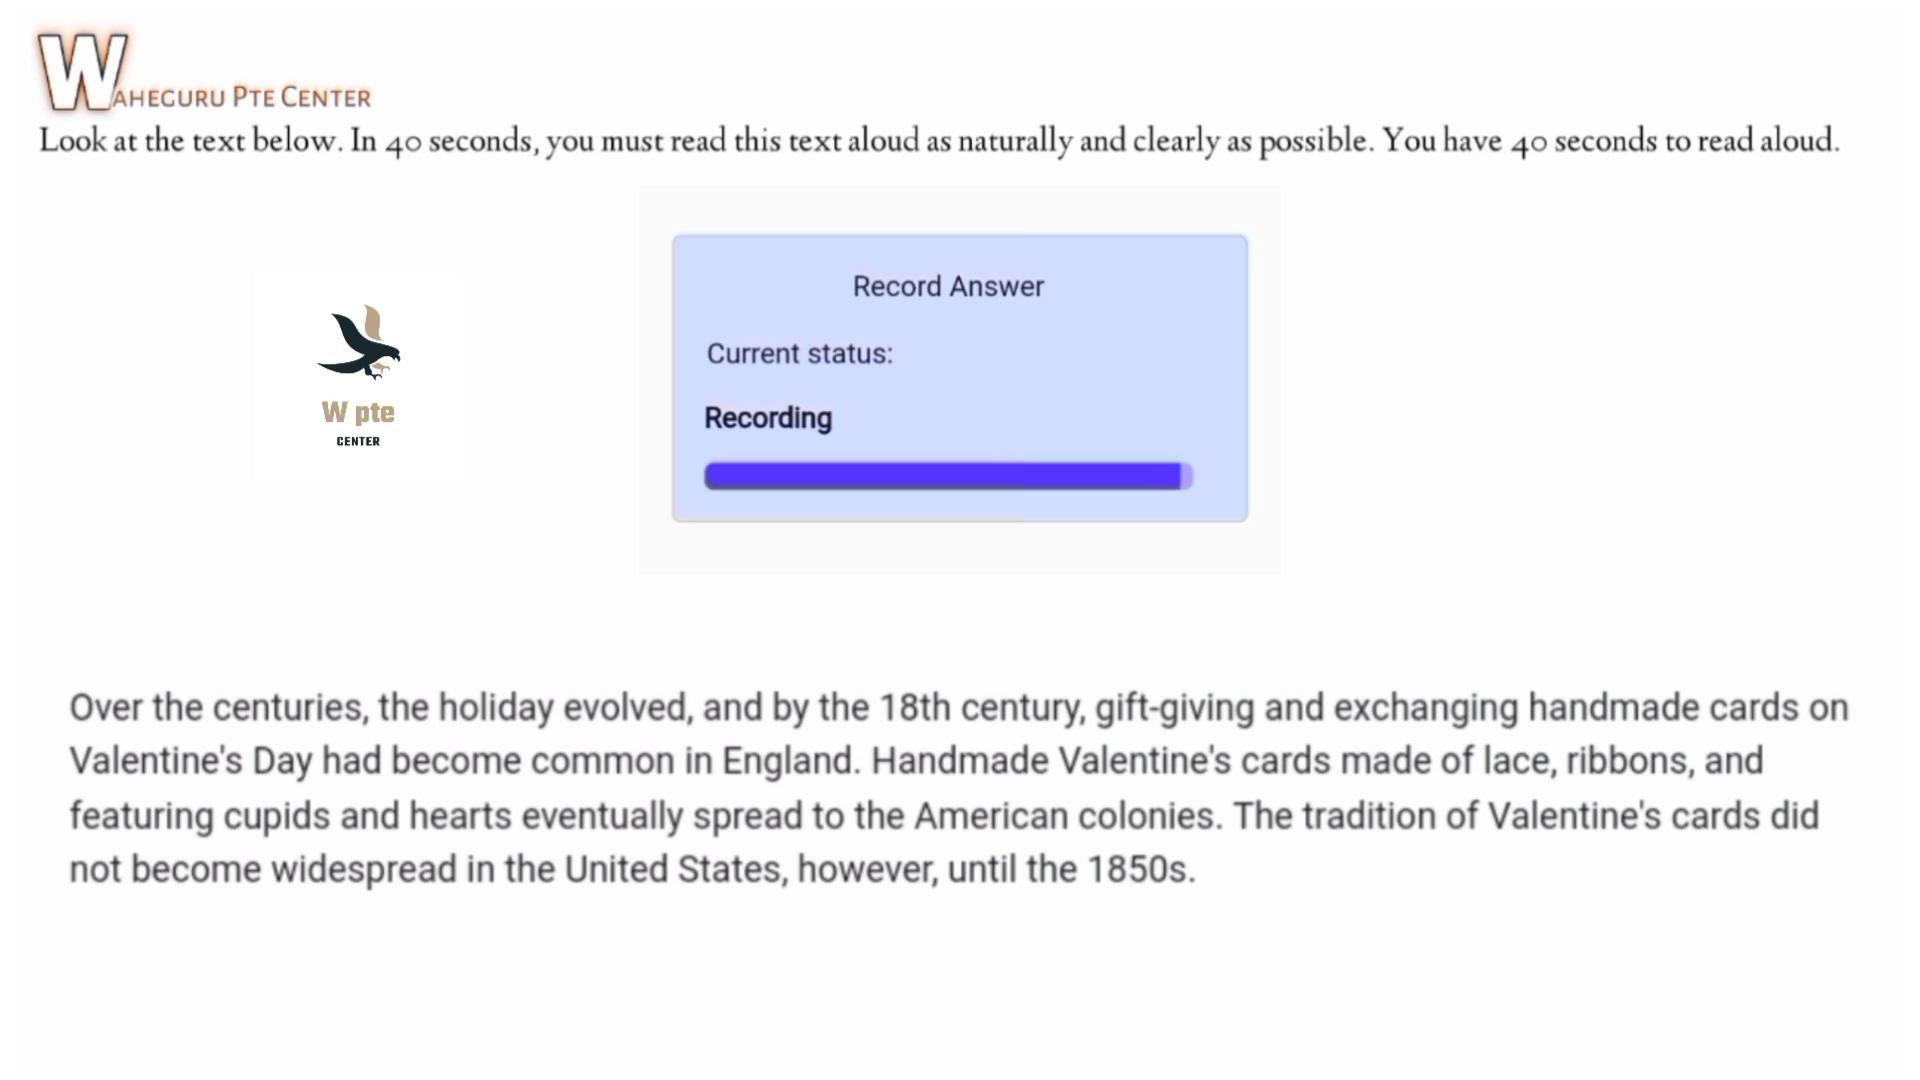 WAHEGURU PTE CENTER
Look at the text below. In 40 seconds, you must read this text aloud as naturally and clearly as possible. You have 40 seconds to read aloud.
Record Answer
Current status:
Recording
W pte
CENTER
Over the centuries, the holiday evolved, and by the 18th century, gift-giving and exchanging handmade cards on
Valentine's Day had become common in England. Handmade Valentine's cards made of lace, ribbons, and
featuring cupids and hearts eventually spread to the American colonies. The tradition of Valentine's cards did
not become widespread in the United States, however, until the 1850s.